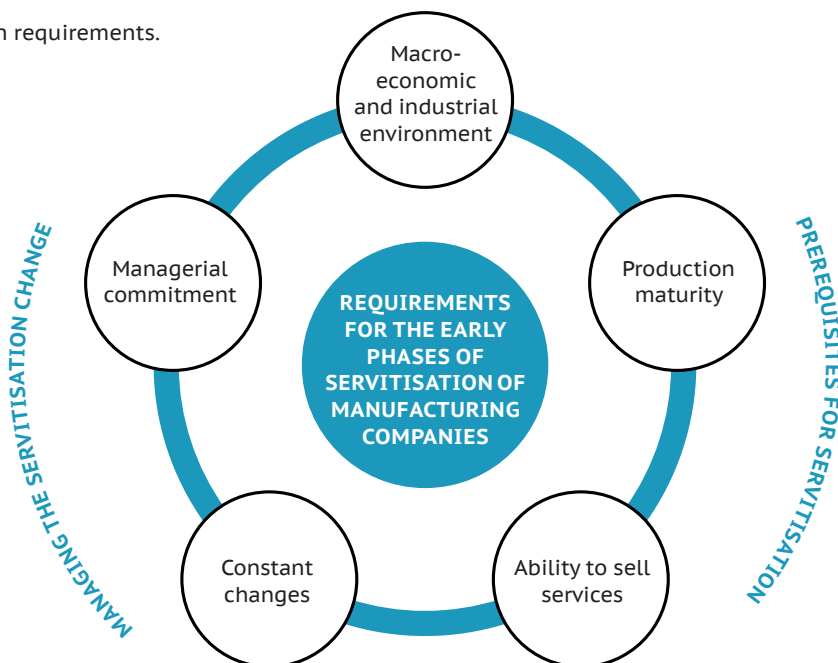 n requirements.
Macro-
economic
and industrial
environment
Managerial
commitment
Production
maturity
REQUIREMENTS
FOR THE EARLY
PHASES OF
SERVITISATION OF
MANUFACTURING
COMPANIES
MANAGING THE SERVITISATION CHANGE
PREREQUISITES FOR SERVITISATION
Constant
changes
Ability to sell
services